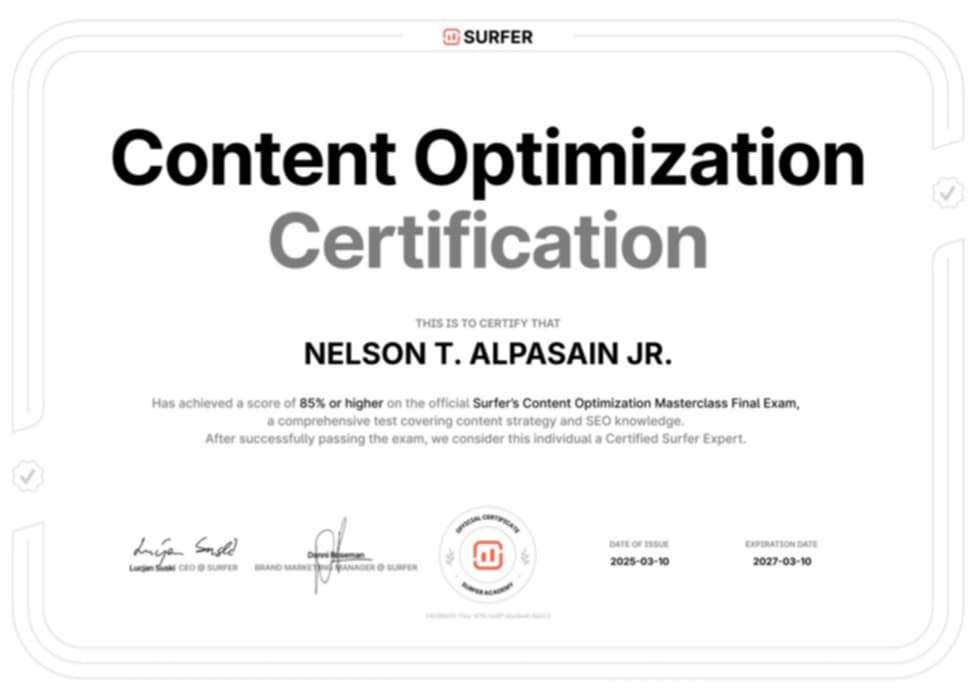 SURFER
Content Optimization
Certification
THIS IS TO CERTIFY THAT
NELSON T. ALPASAIN JR.
Has achieved a score of 85% or higher on the official Surfer's Content Optimization Masterclass Final Exam,
a comprehensive test covering content strategy and SEO knowledge.
After successfully passing the exam, we consider this individual a Certified Surfer Expert.
Lucjan Suski CEO @ SURFER
Danni Roseman
BRAND MARKETING MANAGER @ SURFER
OFFICIAL CERTIFICATE
SURFER ACADEMY
DATE OF ISSUE
2025-03-10
EXPIRATION DATE
2027-03-10